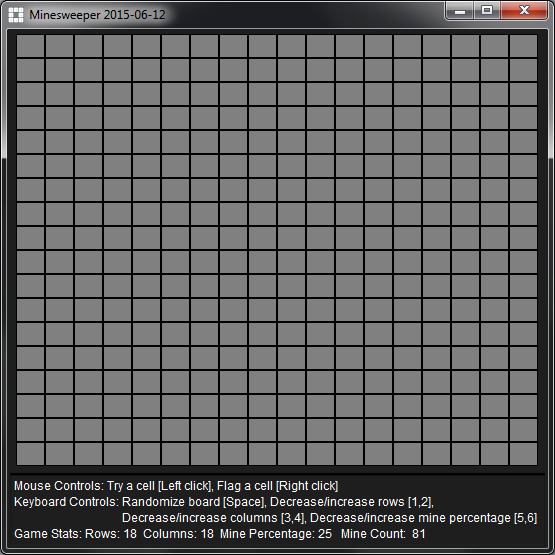 Minesweeper 2015-06-12
Mouse Controls: Try a cell [Left click], Flag a cell [Right click]
Keyboard Controls: Randomize board [Space], Decrease/increase rows [1,2],
Decrease/increase columns [3,4], Decrease/increase mine percentage [5,6]
Game Stats: Rows: 18 Columns: 18 Mine Percentage: 25 Mine Count: 81